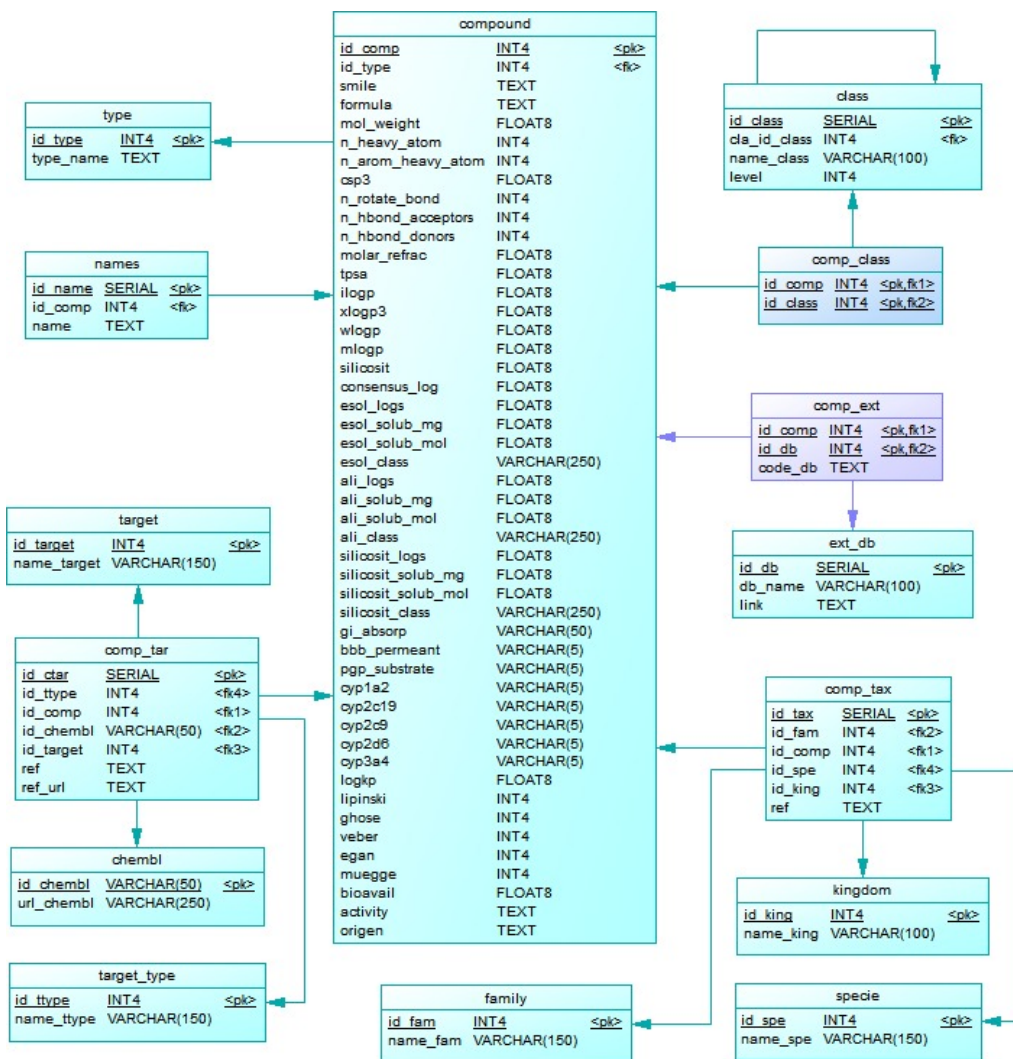 compound
id_comp INT4 <pk>
id_type INT4 <fk>
smile TEXT
formula TEXT
mol_weight FLOAT8
n_heavy_atom INT4
n_arom_heavy_atom INT4
csp3 FLOAT8
n_rotate_bond INT4
n_hbond_acceptors INT4
n_hbond_donors INT4
molar_refrac FLOAT8
tpsa FLOAT8
ilogp FLOAT8
xlogp3 FLOAT8
wlogp FLOAT8
mlogp FLOAT8
silicosit FLOAT8
consensus_log FLOAT8
esol_logs FLOAT8
esol_solub_mg FLOAT8
esol_solub_mol FLOAT8
esol_class VARCHAR(250)
ali_logs FLOAT8
ali_solub_mg FLOAT8
ali_solub_mol FLOAT8
ali_class VARCHAR(250)
silicosit_logs FLOAT8
silicosit_solub_mg FLOAT8
silicosit_solub_mol FLOAT8
silicosit_class VARCHAR(250)
gi_absorp VARCHAR(50)
bbb_permeant VARCHAR(5)
pgp_substrate VARCHAR(5)
cyp1a2 VARCHAR(5)
cyp2c19 VARCHAR(5)
cyp2c9 VARCHAR(5)
cyp2d6 VARCHAR(5)
cyp3a4 VARCHAR(5)
logkp FLOAT8
lipinski INT4
ghose INT4
veber INT4
egan INT4
muegge INT4
bioavail FLOAT8
activity TEXT
origen TEXT
type
id_type INT4 <pk>
type_name TEXT
names
id_name SERIAL <pk>
id_comp INT4 <fk>
name TEXT
target
id_target INT4 <pk>
name_target VARCHAR(150)
comp_tar
id_ctar SERIAL <pk>
id_ttype INT4 <fk4>
id_comp INT4 <fk1>
id_chembl VARCHAR(50) <fk2>
id_target INT4 <fk3>
ref TEXT
ref_url TEXT
chembl
id_chembl VARCHAR(50) <pk>
url_chembl VARCHAR(250)
target_type
id_ttype INT4 <pk>
name_ttype VARCHAR(150)
class
id_class SERIAL <pk>
cla_id_class INT4 <fk>
name_class VARCHAR(100)
level INT4
comp_class
id_comp INT4 <pk,fk1>
id_class INT4 <pk,fk2>
comp_ext
id_comp INT4 <pk,fk1>
id_db INT4 <pk,fk2>
code_db TEXT
ext_db
id_db SERIAL <pk>
db_name VARCHAR(100)
link TEXT
comp_tax
id_tax SERIAL <pk>
id_fam INT4 <fk2>
id_comp INT4 <fk1>
id_spe INT4 <fk4>
id_king INT4 <fk3>
ref TEXT
kingdom
id_king INT4 <pk>
name_king VARCHAR(100)
family
id_fam INT4 <pk>
name_fam VARCHAR(150)
specie
id_spe INT4 <pk>
name_spe VARCHAR(150)